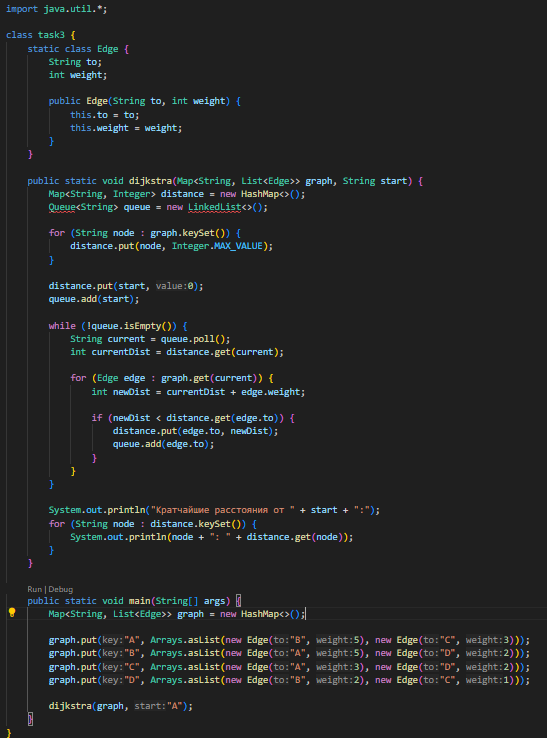 import java.util.*;

class task3 {
    static class Edge {
        String to;
        int weight;

        public Edge(String to, int weight) {
            this.to = to;
            this.weight = weight;
        }
    }

    public static void dijkstra(Map<String, List<Edge>> graph, String start) {
        Map<String, Integer> distance = new HashMap<>();
        Queue<String> queue = new LinkedList<>();

        for (String node : graph.keySet()) {
            distance.put(node, Integer.MAX_VALUE);
        }

        distance.put(start, value:0);
        queue.add(start);

        while (!queue.isEmpty()) {
            String current = queue.poll();
            int currentDist = distance.get(current);

            for (Edge edge : graph.get(current)) {
                int newDist = currentDist + edge.weight;

                if (newDist < distance.get(edge.to)) {
                    distance.put(edge.to, newDist);
                    queue.add(edge.to);
                }
            }
        }

        System.out.println("Кратчайшие расстояния от " + start + ":");
        for (String node : distance.keySet()) {
            System.out.println(node + ": " + distance.get(node));
        }
    }

    Run | Debug
    public static void main(String[] args) {
        Map<String, List<Edge>> graph = new HashMap<>();

        graph.put(key:"A", Arrays.asList(new Edge(to:"B", weight:5), new Edge(to:"C", weight:3)));
        graph.put(key:"B", Arrays.asList(new Edge(to:"A", weight:5), new Edge(to:"D", weight:2)));
        graph.put(key:"C", Arrays.asList(new Edge(to:"A", weight:3), new Edge(to:"D", weight:2)));
        graph.put(key:"D", Arrays.asList(new Edge(to:"B", weight:2), new Edge(to:"C", weight:1)));

        dijkstra(graph, start:"A");
    }
}